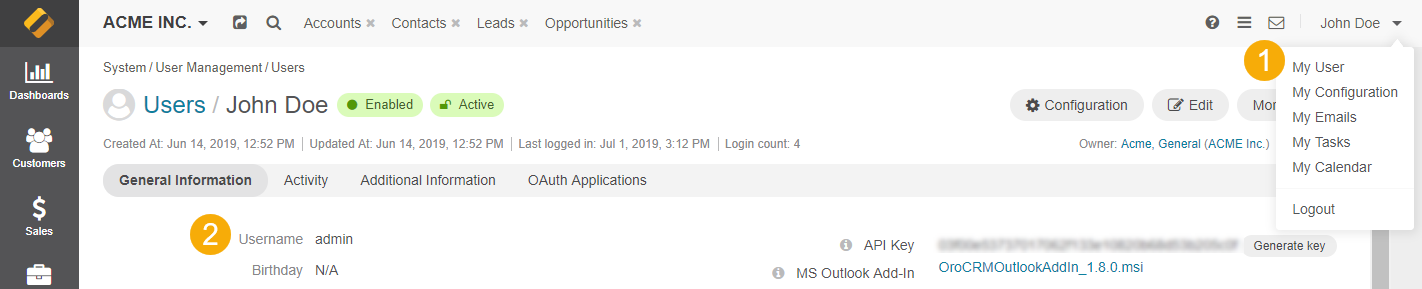 ACME INC. Accounts × Contacts × Leads × Opportunities × John Doe
Dashboards
Customers
Sales
System / User Management / Users
Users / John Doe Enabled Active
Configuration Edit Mor
Created At: Jun 14, 2019, 12:52 PM Updated At: Jun 14, 2019, 12:52 PM Last logged in: Jul 1, 2019, 3:12 PM Login count: 4
Owner: Acme, General (ACME Inc.)
General Information Activity Additional Information OAuth Applications
1
My User
My Configuration
My Emails
My Tasks
My Calendar
Logout
2
Username admin
Birthday N/A
API Key Generate key
MS Outlook Add-In OroCRMOutlookAddIn_1.8.0.msi